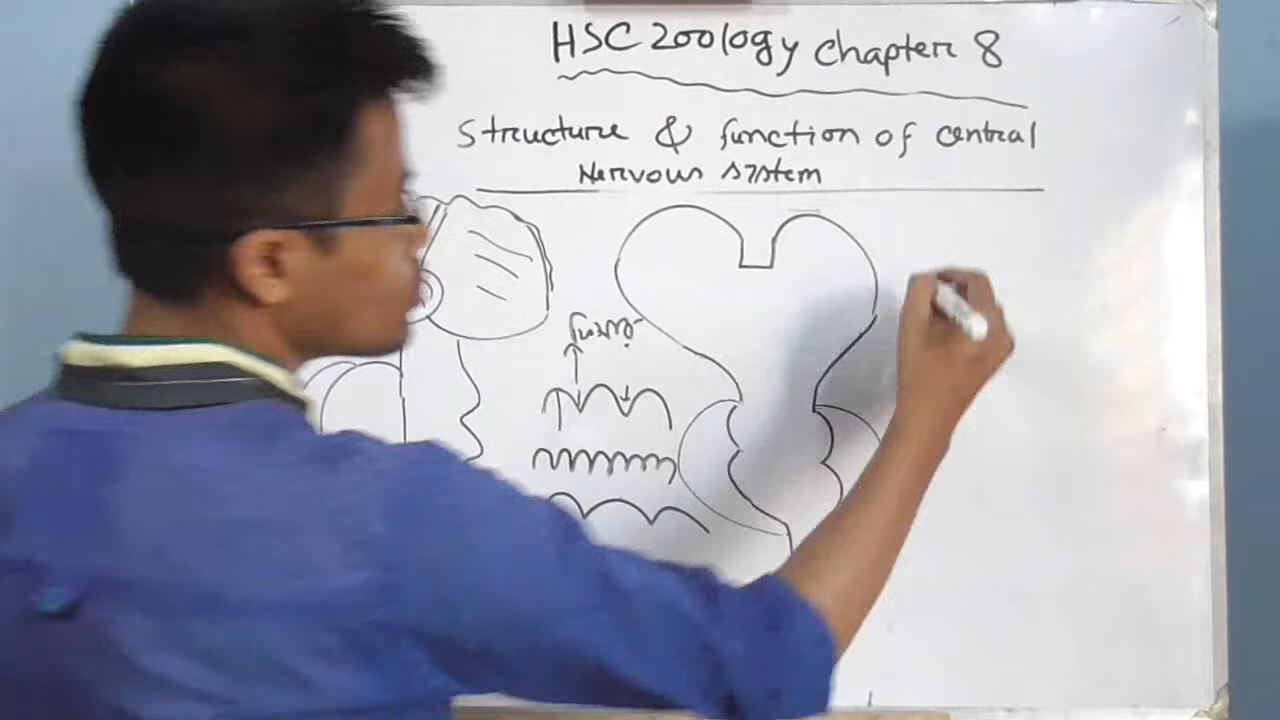 HSC Zoology Chapter 8
Structure & function of central
Nervous system